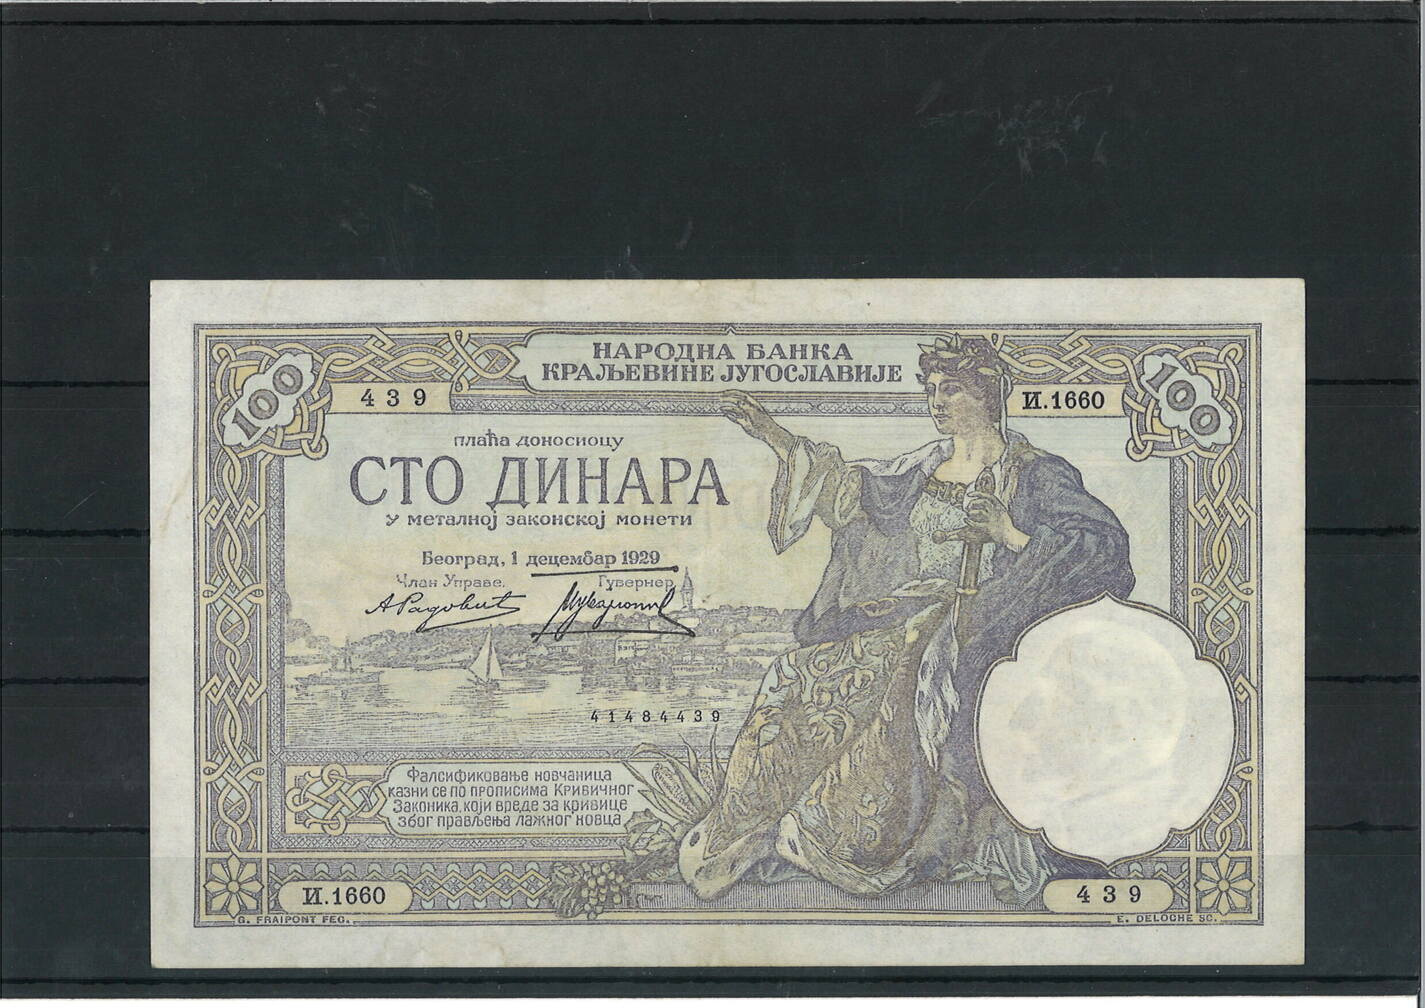 НАРОДНА БАНКА
КРАЉЕВИНЕ ЈУГОСЛАВИЈЕ
100
439
И.1660
100
плаћа доносиоцу
СТО ДИНАРА
у металној законској монети
Београд, 1 децембар 1929
Члан Управе.
Гувернер
А Радовић
41484439
Фалсификовање новчаница
казни се по прописима Кривичног
Законика, који вреде за кривице
због прављења лажног новца
И.1660
439
G. FRAIPONT FEC.
E. DELOCHE SC.